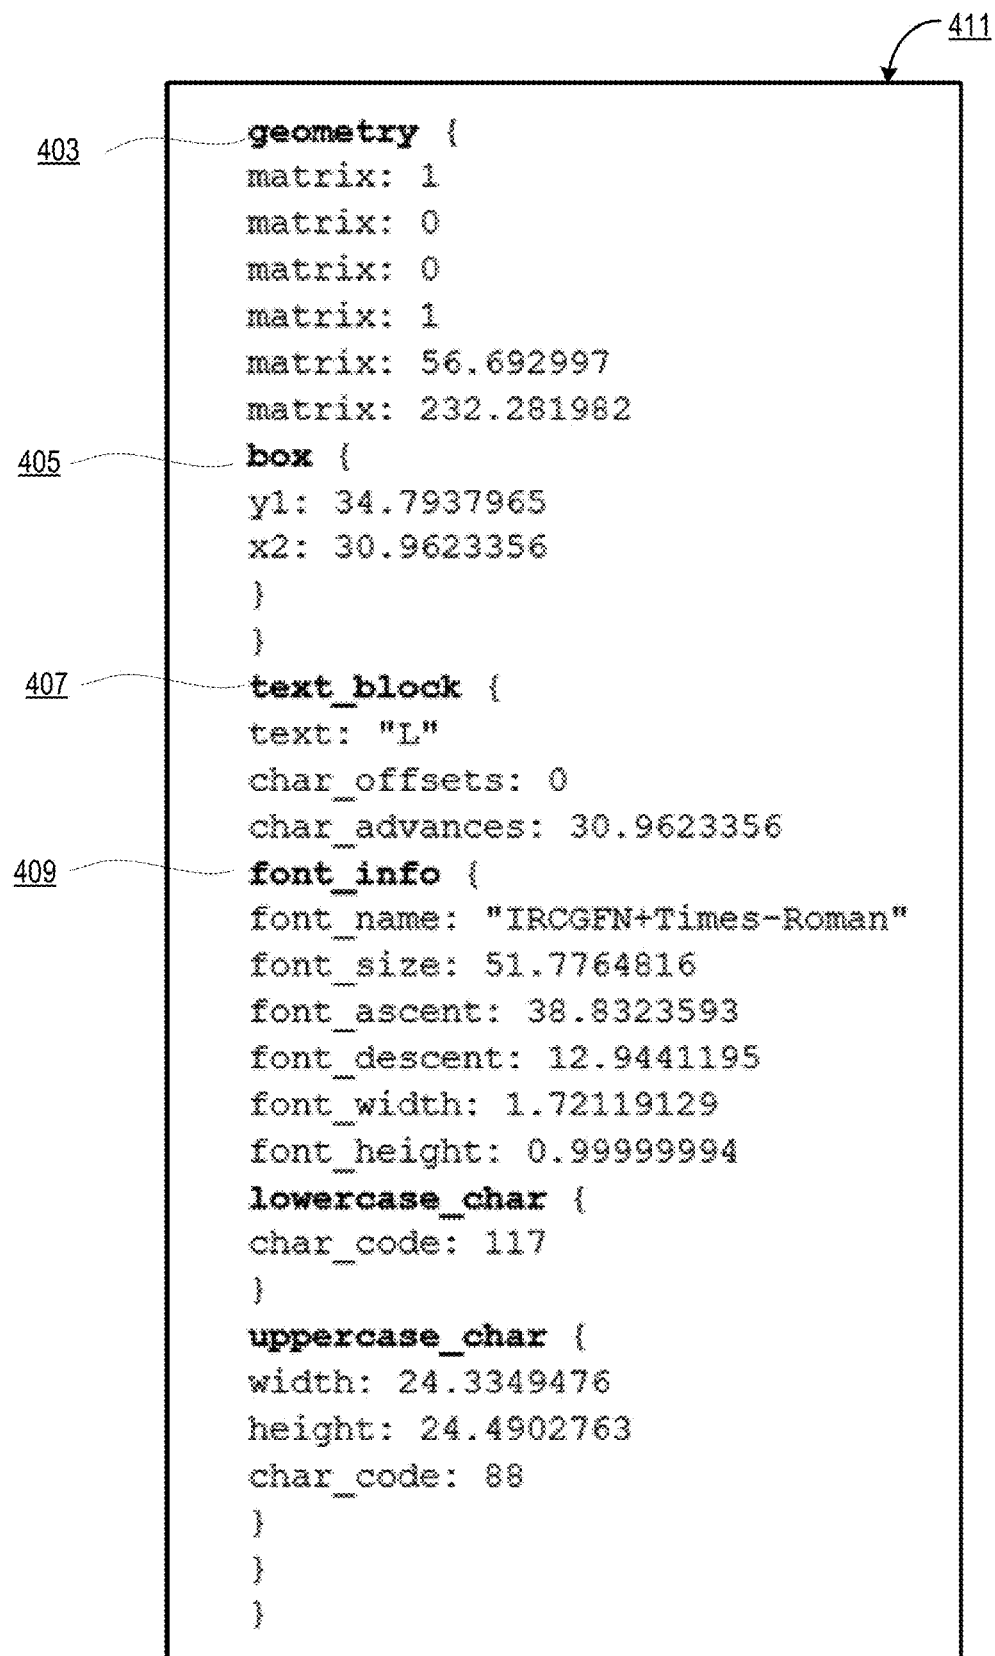 411
403 geometry {
matrix: 1
matrix: 0
matrix: 0
matrix: 1
matrix: 56.692997
matrix: 232.281982
405 box {
y1: 34.7937965
x2: 30.9623356
}
}
407 text_block {
text: "L"
char_offsets: 0
char_advances: 30.9623356
409 font_info {
font_name: "IRCGFN+Times-Roman"
font_size: 51.7764816
font_ascent: 38.8323593
font_descent: 12.9441195
font_width: 1.72119129
font_height: 0.99999994
lowercase_char {
char_code: 117
}
uppercase_char {
width: 24.3349476
height: 24.4902763
char_code: 88
}
}
}